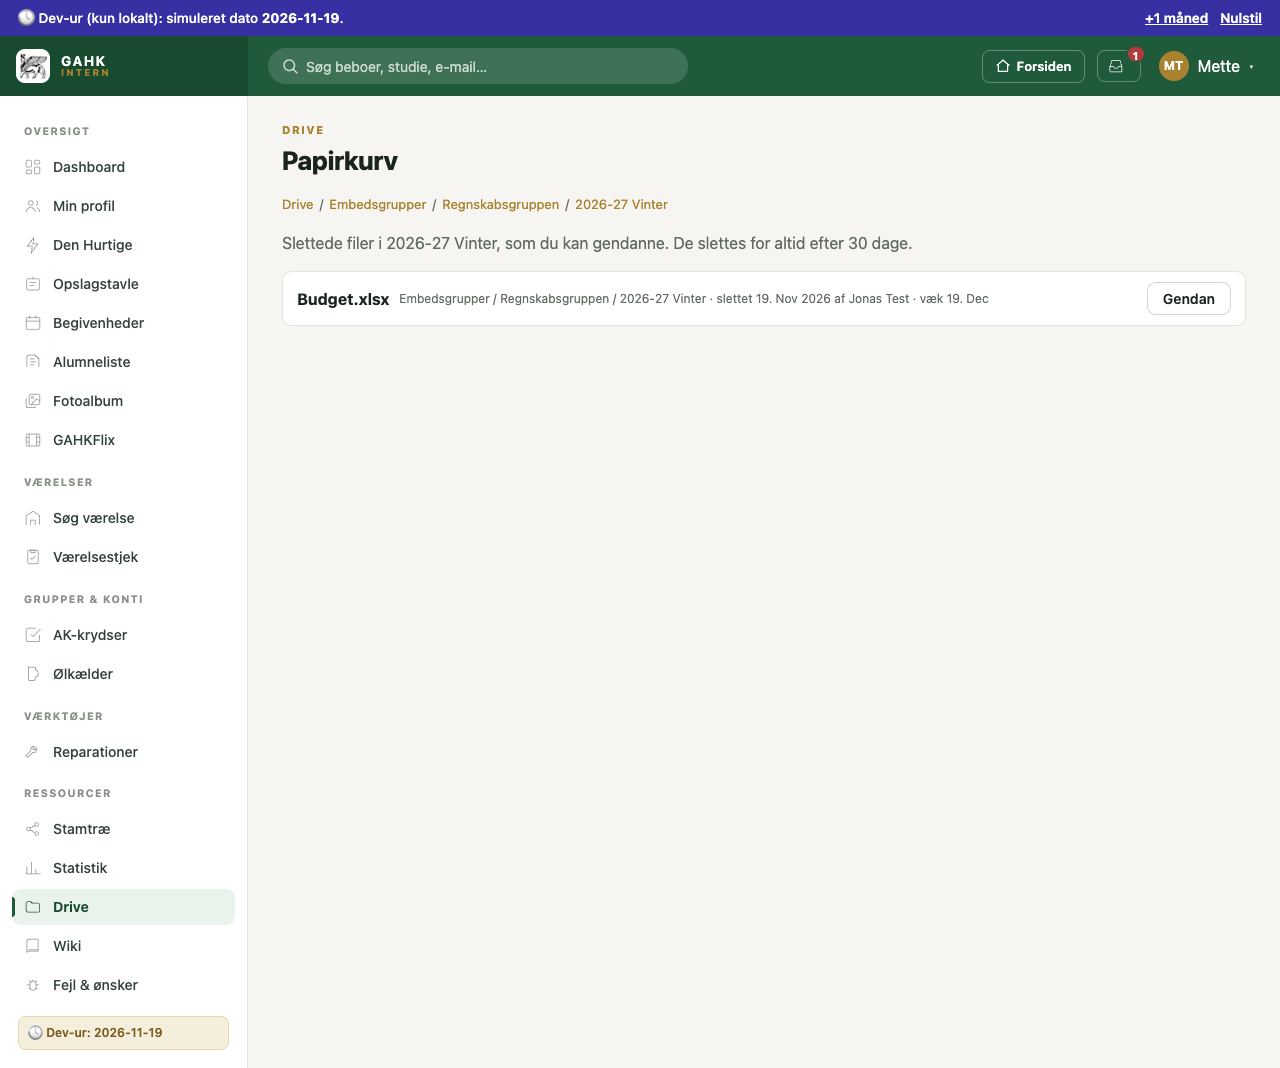 Dev-ur (kun lokalt): simuleret dato 2026-11-19.
+1 måned Nulstil
GAHK
INTERN
Søg beboer, studie, e-mail...
Forsiden
1
MT Mette
OVERSIGT
Dashboard
Min profil
Den Hurtige
Opslagstavle
Begivenheder
Alumneliste
Fotoalbum
GAHKFlix
VÆRELSER
Søg værelse
Værelsestjek
GRUPPER & KONTI
AK-krydser
Ølkælder
VÆRKTØJER
Reparationer
RESSOURCER
Stamtræ
Statistik
Drive
Wiki
Fejl & ønsker
Dev-ur: 2026-11-19
DRIVE
Papirkurv
Drive / Embedsgrupper / Regnskabsgruppen / 2026-27 Vinter
Slettede filer i 2026-27 Vinter, som du kan gendanne. De slettes for altid efter 30 dage.
Budget.xlsx Embedsgrupper / Regnskabsgruppen / 2026-27 Vinter · slettet 19. Nov 2026 af Jonas Test · væk 19. Dec
Gendan